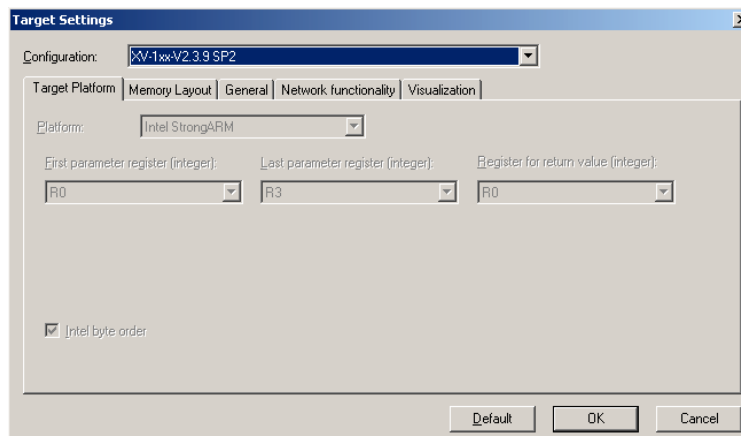 Target Settings
Configuration: XV-1xx-V2.3.9 SP2
Target Platform Memory Layout General Network functionality Visualization
Platform: Intel StrongARM
First parameter register (integer): Last parameter register (integer): Register for return value (integer):
R0 R3 R0
Intel byte order
Default OK Cancel